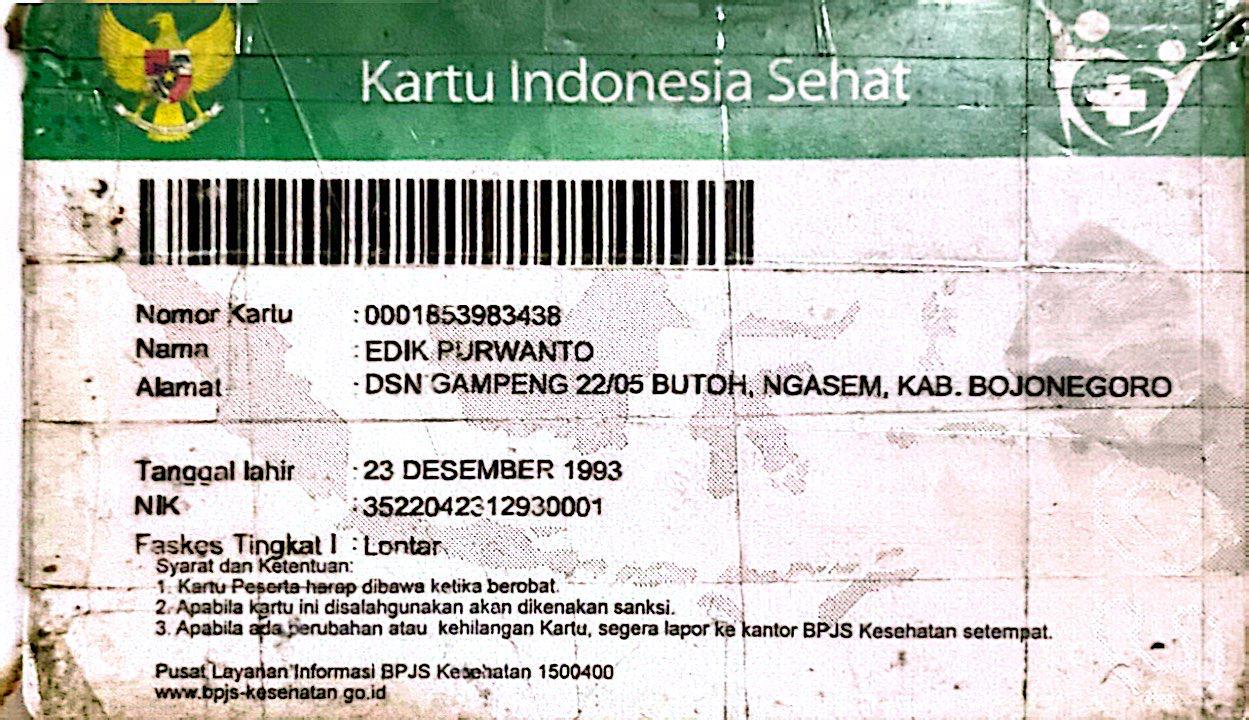 Kartu Indonesia Sehat
Nomor Kartu : 0001853983438
Nama : EDIK PURWANTO
Alamat : DSN GAMPENG 22/05 BUTOH, NGASEM, KAB. BOJONEGORO
Tanggal lahir : 23 DESEMBER 1993
NIK : 3522042312930001
Faskes Tingkat I : Lontar
Syarat dan Ketentuan:
1. Kartu Peserta harap dibawa ketika berobat.
2. Apabila kartu ini disalahgunakan akan dikenakan sanksi.
3. Apabila ada perubahan atau kehilangan Kartu, segera lapor ke kantor BPJS Kesehatan setempat.
Pusat Layanan Informasi BPJS Kesehatan 1500400
www.bpjs-kesehatan.go.id